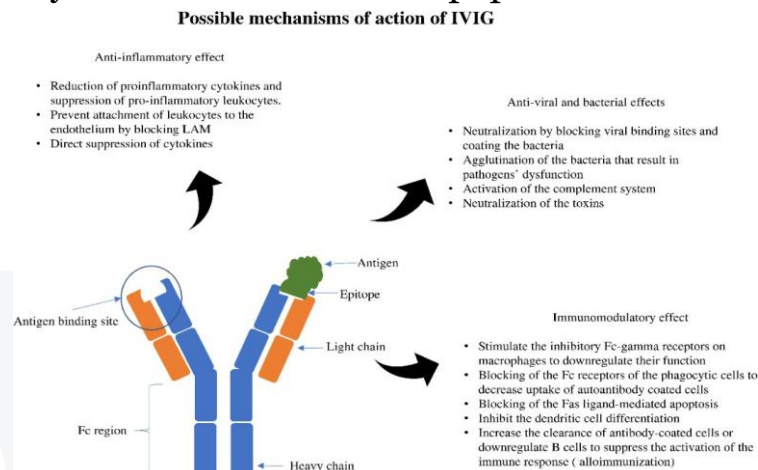 Possible mechanisms of action of IVIG
Anti-inflammatory effect
• Reduction of proinflammatory cytokines and
suppression of pro-inflammatory leukocytes.
• Prevent attachment of leukocytes to the
endothelium by blocking LAM
• Direct suppression of cytokines
Anti-viral and bacterial effects
• Neutralization by blocking viral binding sites and
coating the bacteria
• Agglutination of the bacteria that result in
pathogens' dysfunction
• Activation of the complement system
• Neutralization of the toxins
Antigen
Epitope
Antigen binding site
Light chain
Fc region
Heavy chain
Immunomodulatory effect
• Stimulate the inhibitory Fc-gamma receptors on
macrophages to downregulate their function
• Blocking of the Fc receptors of the phagocytic cells to
decrease uptake of autoantibody coated cells
• Blocking of the Fas ligand-mediated apoptosis
• Inhibit the dendritic cell differentiation
• Increase the clearance of antibody-coated cells or
downregulate B cells to suppress the activation of the
immune response ( alloimmunization)